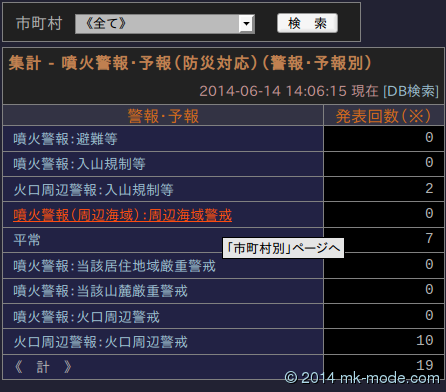 市町村 《全て》 検 索
集計 - 噴火警報･予報（防災対応）（警報･予報別）
2014-06-14 14:06:15 現在 [DB検索]
警報･予報 発表回数（※）
噴火警報:避難等 0
噴火警報:入山規制等 0
火口周辺警報:入山規制等 2
噴火警報（周辺海域）:周辺海域警戒 0
平常 7
「市町村別」ページへ
噴火警報:当該居住地域厳重警戒 0
噴火警報:当該山麓厳重警戒 0
噴火警報:火口周辺警戒 0
火口周辺警報:火口周辺警戒 10
《 計 》 19
© 2014 mk-mode.com